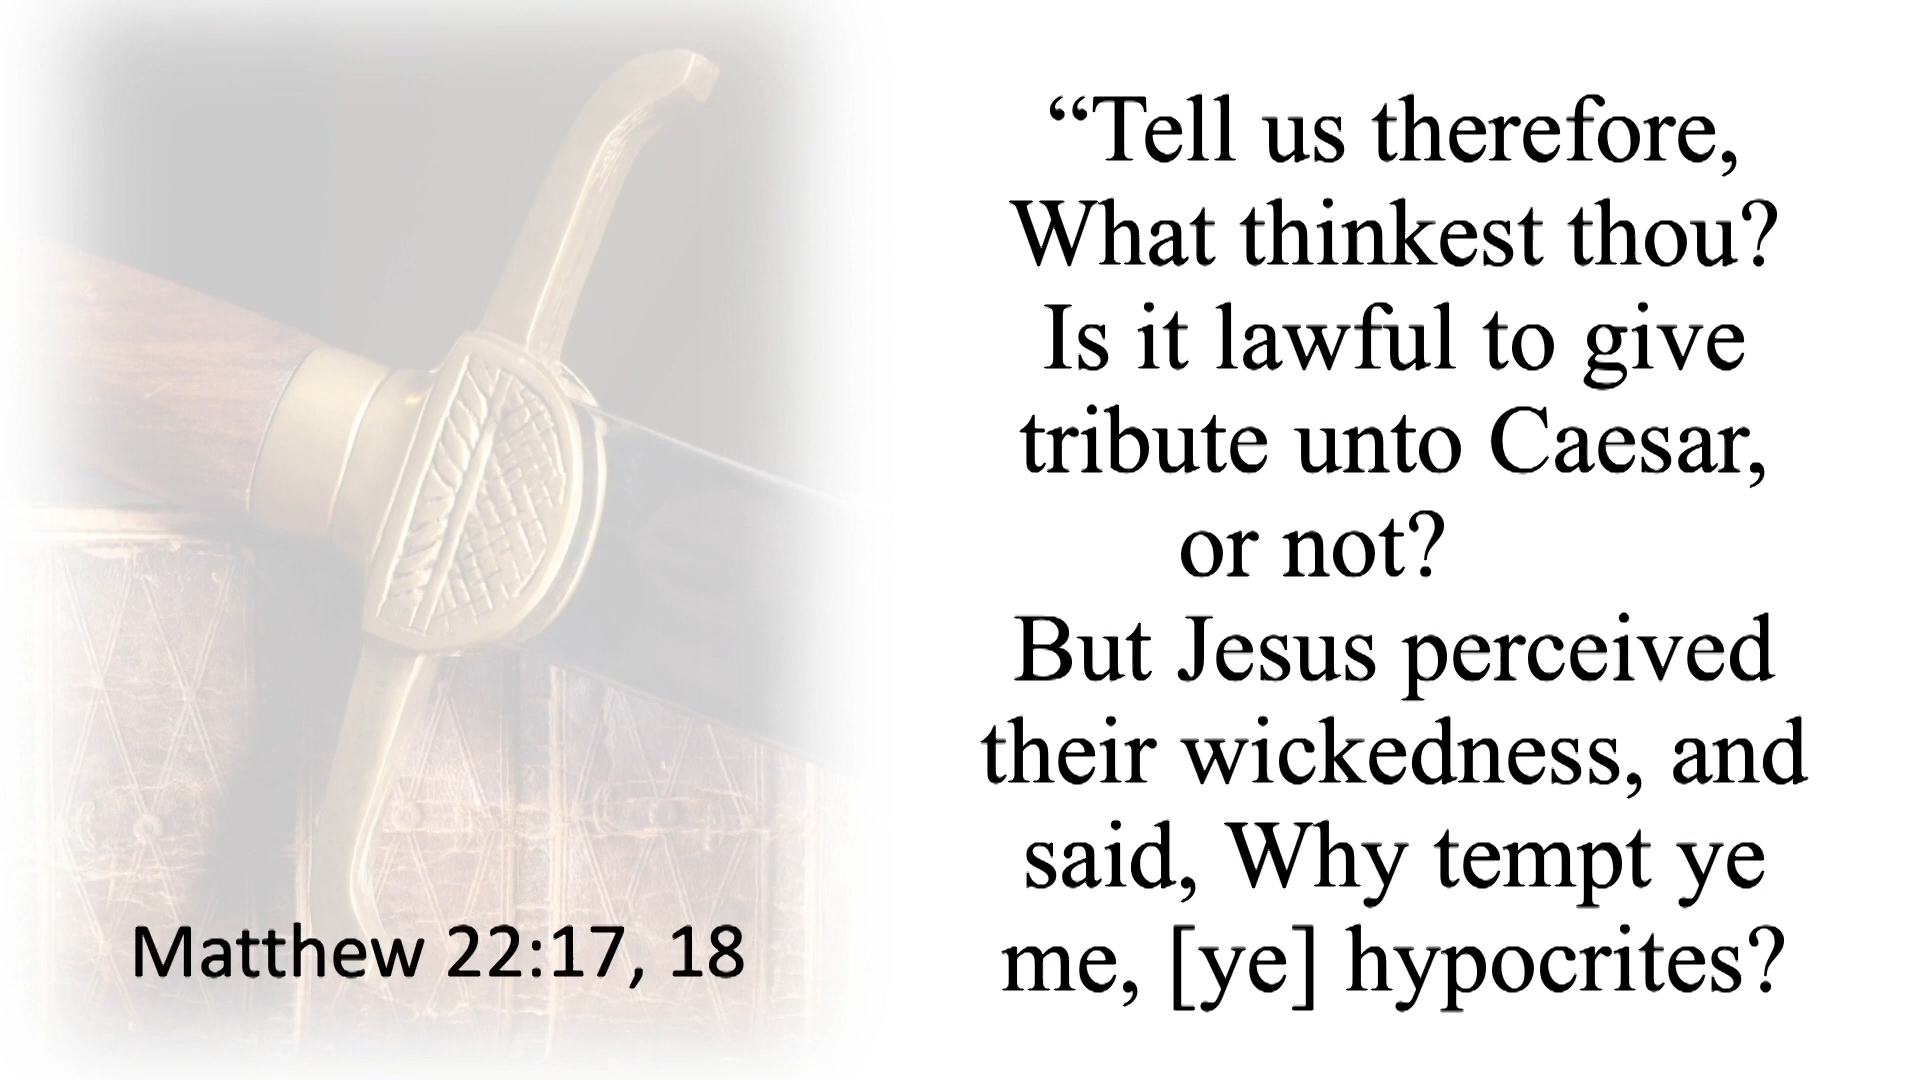 “Tell us therefore,
What thinkest thou?
Is it lawful to give
tribute unto Caesar,
or not?
But Jesus perceived
their wickedness, and
said, Why tempt ye
me, [ye] hypocrites?
Matthew 22:17, 18